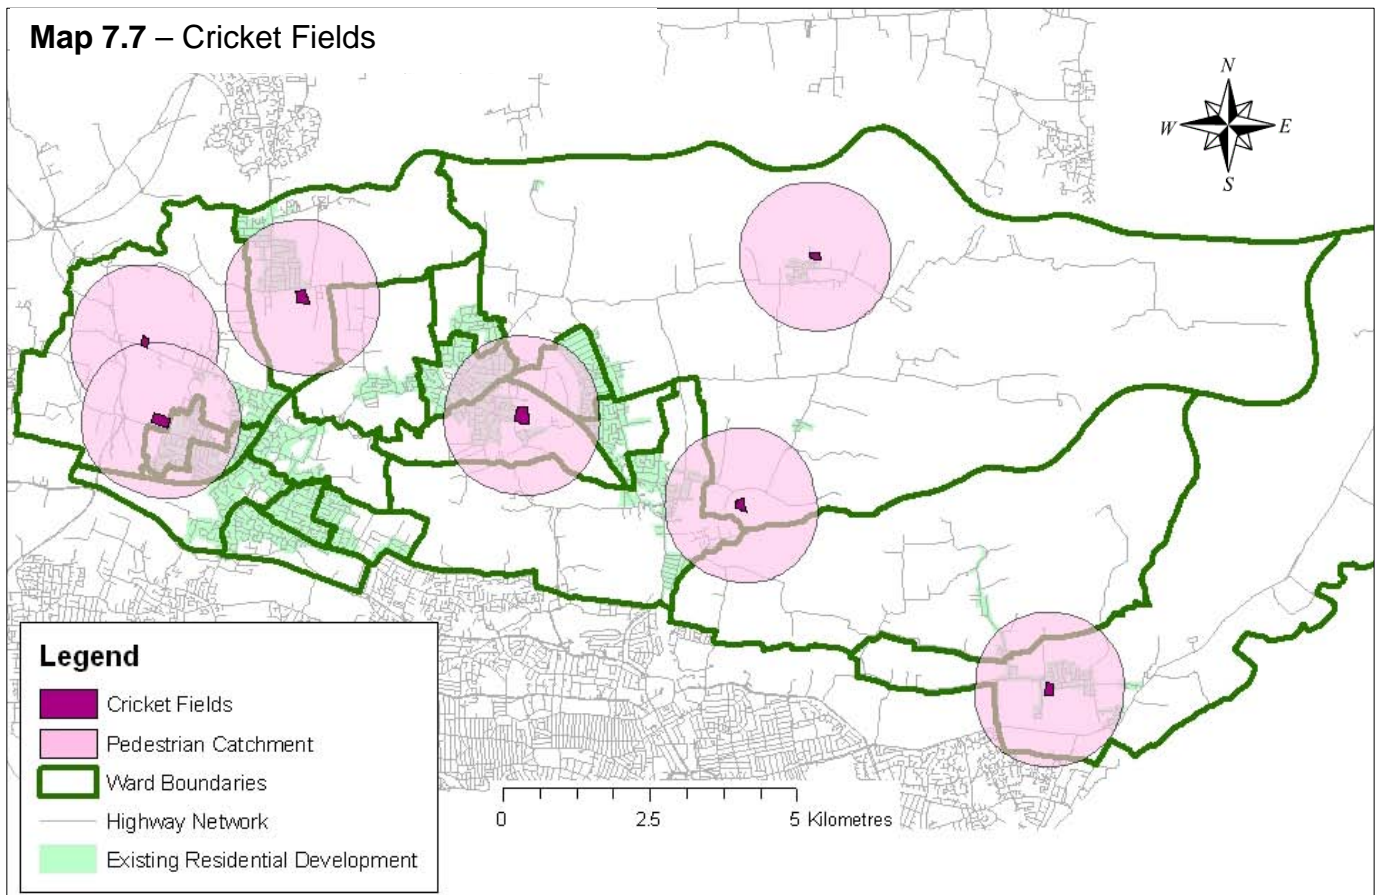 Map 7.7 – Cricket Fields
N
W E
S
Legend
Cricket Fields
Pedestrian Catchment
Ward Boundaries
Highway Network
Existing Residential Development
0 2.5 5 Kilometres